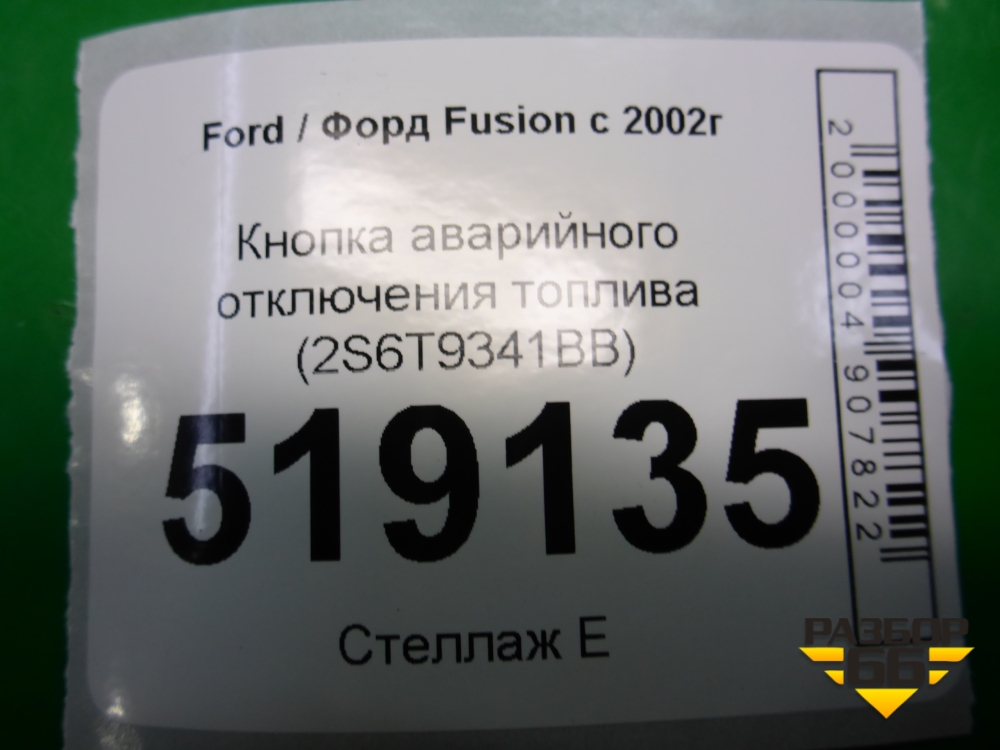 Ford / Форд Fusion с 2002г
Кнопка аварийного
отключения топлива
(2S6T9341BB)
519135
Стеллаж Е
2000004907822
РАЗБОР
66